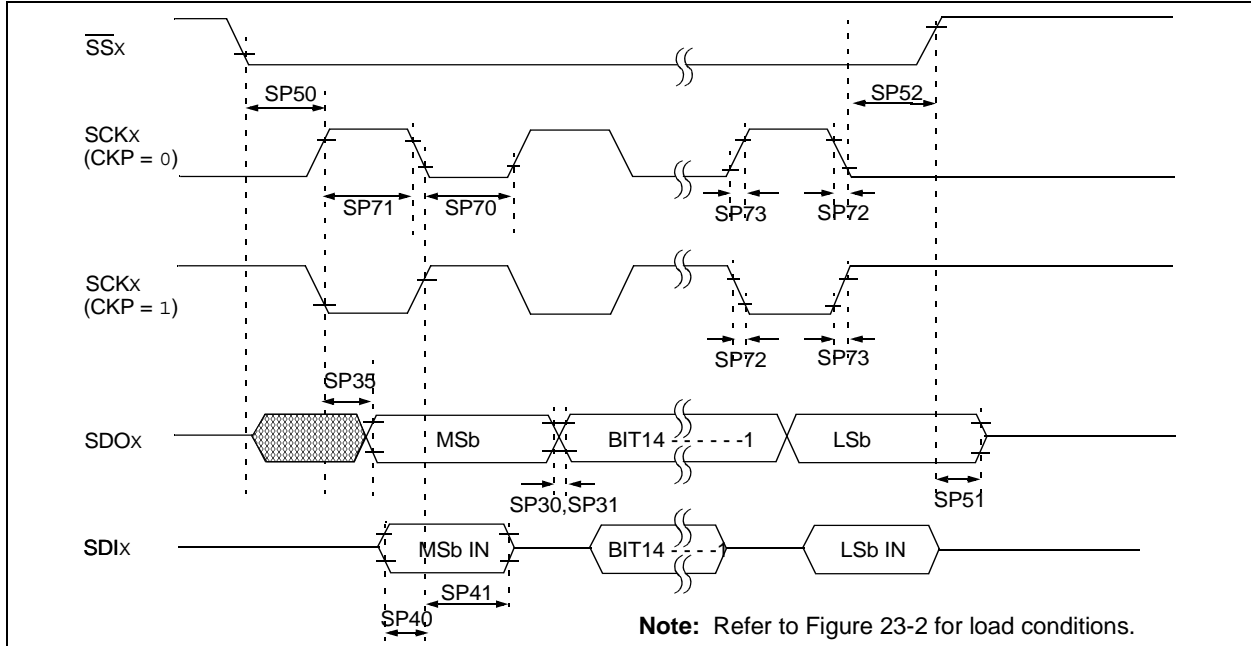 SSX
SP50
SP52
SCKX
(CKP = 0)
SP71
SP70
SP73
SP72
SCKX
(CKP = 1)
SP72
SP73
SP35
SDOX
MSb
BIT14 - - - - - -1
LSb
SP30,SP31
SP51
SDIX
MSb IN
BIT14 - - - -1
LSb IN
SP41
SP40
Note: Refer to Figure 23-2 for load conditions.